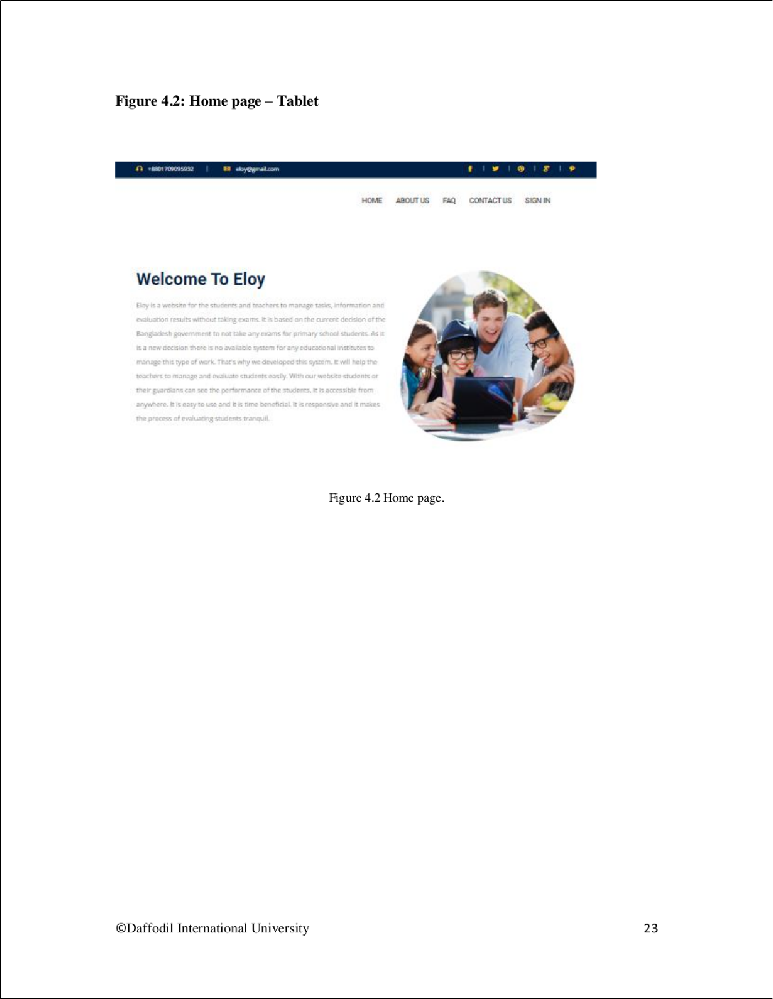 Figure 4.2: Home page – Tablet
+8801709095932 | eloy@gmail.com
HOME ABOUT US FAQ CONTACT US SIGN IN
Welcome To Eloy
Eloy is a website for the students and teachers to manage tasks, information and
evaluation results without taking exams. It is based on the current decision of the
Bangladesh government to not take any exams for primary school students. As it
is a new decision there is no available system for any educational institutes to
manage this type of work. That's why we developed this system. It will help the
teachers to manage and evaluate students easily. With our website students or
their guardians can see the performance of the students. It is accessible from
anywhere. It is easy to use and it is time beneficial. It is responsive and it makes
the process of evaluating students tranquil.
Figure 4.2 Home page.
©Daffodil International University 23